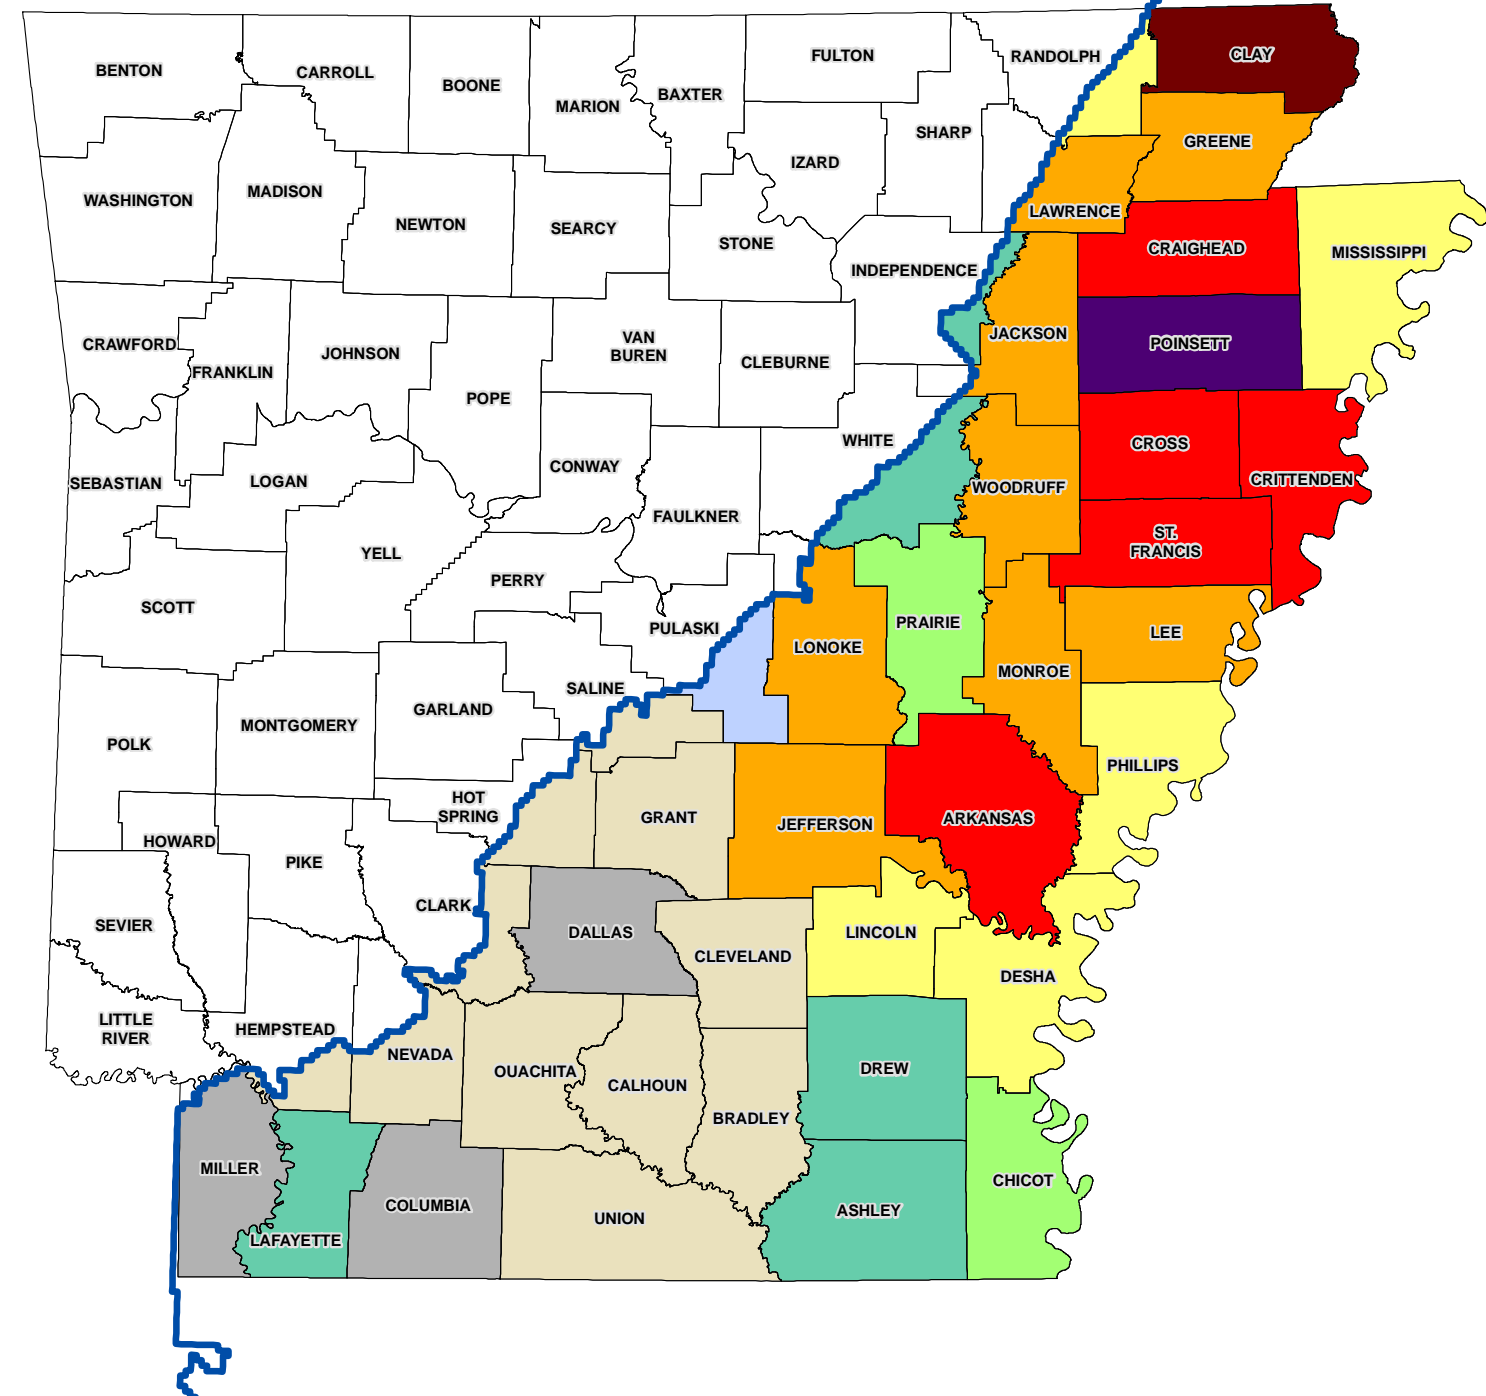 BENTON
CARROLL
BOONE
MARION
BAXTER
FULTON
RANDOLPH
CLAY
SHARP
GREENE
IZARD
WASHINGTON
MADISON
NEWTON
SEARCY
STONE
LAWRENCE
INDEPENDENCE
CRAIGHEAD
MISSISSIPPI
CRAWFORD
FRANKLIN
JOHNSON
POPE
VAN
BUREN
CLEBURNE
JACKSON
POINSETT
SEBASTIAN
LOGAN
CONWAY
WHITE
CROSS
CRITTENDEN
WOODRUFF
FAULKNER
ST.
FRANCIS
YELL
PERRY
SCOTT
PULASKI
PRAIRIE
LONOKE
LEE
MONROE
SALINE
GARLAND
MONTGOMERY
POLK
PHILLIPS
HOT
SPRING
GRANT
JEFFERSON
ARKANSAS
HOWARD
PIKE
CLARK
SEVIER
DALLAS
CLEVELAND
LINCOLN
DESHA
LITTLE
RIVER
HEMPSTEAD
NEVADA
OUACHITA
CALHOUN
DREW
BRADLEY
MILLER
LAFAYETTE
COLUMBIA
UNION
ASHLEY
CHICOT